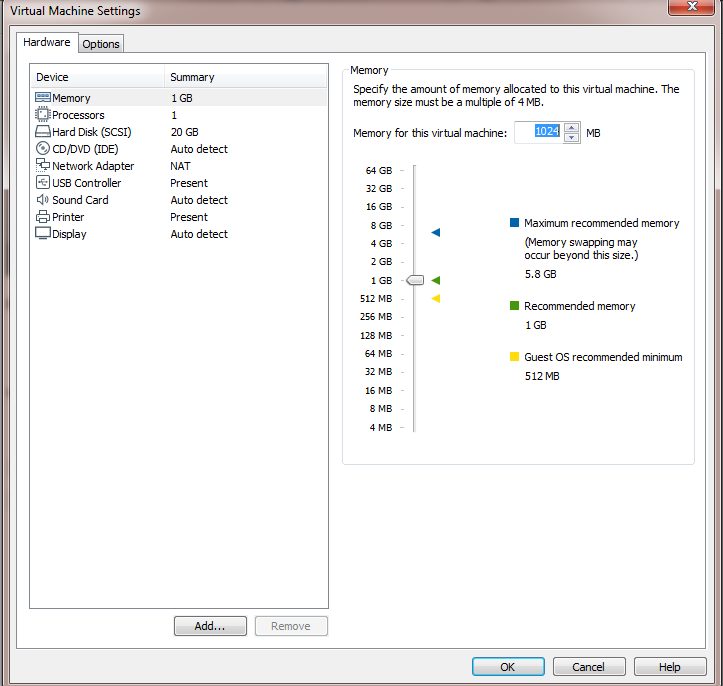 Virtual Machine Settings
Hardware Options
Device Summary
Memory 1 GB
Processors 1
Hard Disk (SCSI) 20 GB
CD/DVD (IDE) Auto detect
Network Adapter NAT
USB Controller Present
Sound Card Auto detect
Printer Present
Display Auto detect
Add... Remove
Memory
Specify the amount of memory allocated to this virtual machine. The
memory size must be a multiple of 4 MB.
Memory for this virtual machine: 1024 MB
64 GB
32 GB
16 GB
8 GB
4 GB
2 GB
1 GB
512 MB
256 MB
128 MB
64 MB
32 MB
16 MB
8 MB
4 MB
Maximum recommended memory
(Memory swapping may
occur beyond this size.)
5.8 GB
Recommended memory
1 GB
Guest OS recommended minimum
512 MB
OK Cancel Help